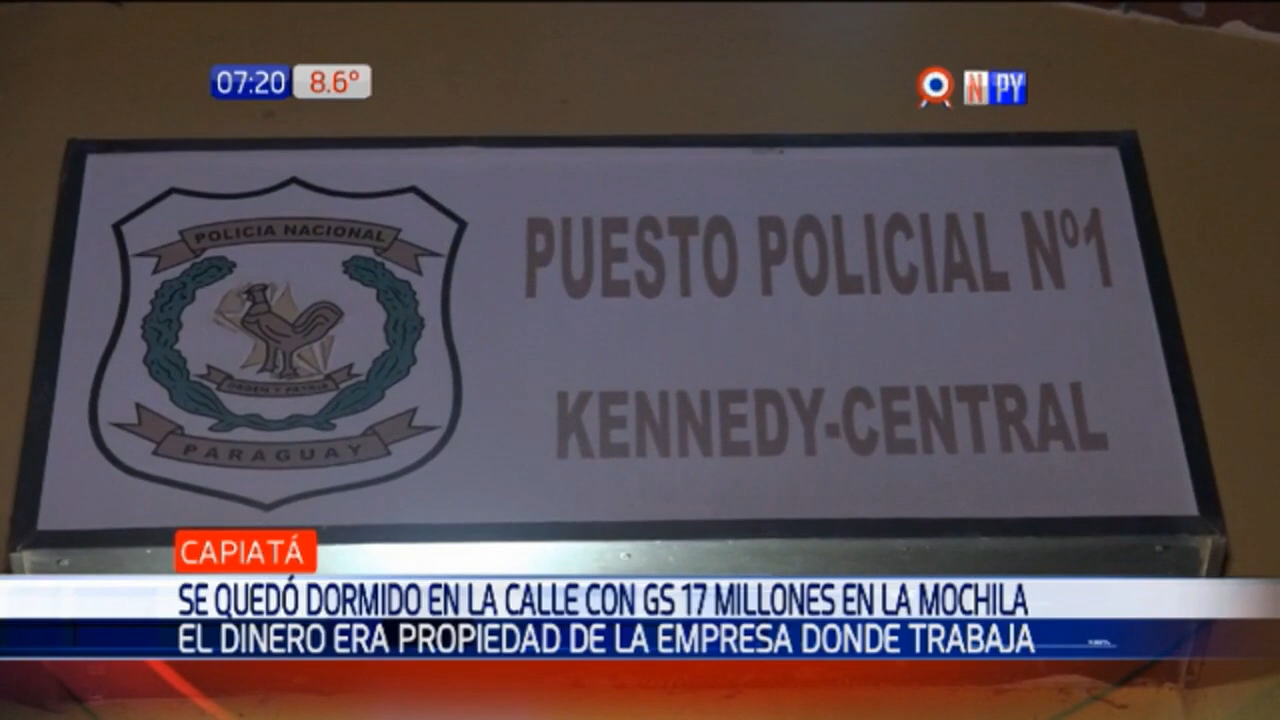 07:20 8.6°
N PY
POLICIA NACIONAL
ORDEN Y PATRIA
PARAGUAY
PUESTO POLICIAL Nº1
KENNEDY-CENTRAL
CAPIATÁ
SE QUEDÓ DORMIDO EN LA CALLE CON GS 17 MILLONES EN LA MOCHILA
EL DINERO ERA PROPIEDAD DE LA EMPRESA DONDE TRABAJA